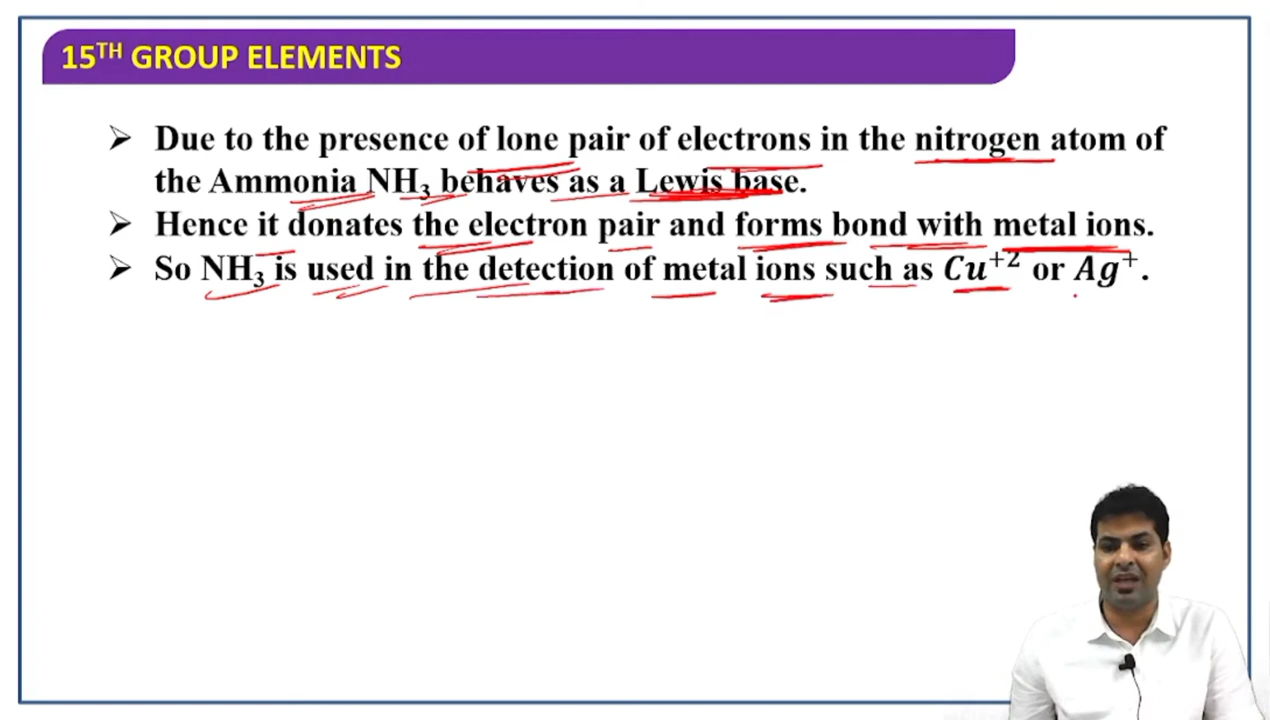 15TH GROUP ELEMENTS
➢ Due to the presence of lone pair of electrons in the nitrogen atom of
the Ammonia NH₃ behaves as a Lewis base.
➢ Hence it donates the electron pair and forms bond with metal ions.
➢ So NH₃ is used in the detection of metal ions such as Cu⁺² or Ag⁺.